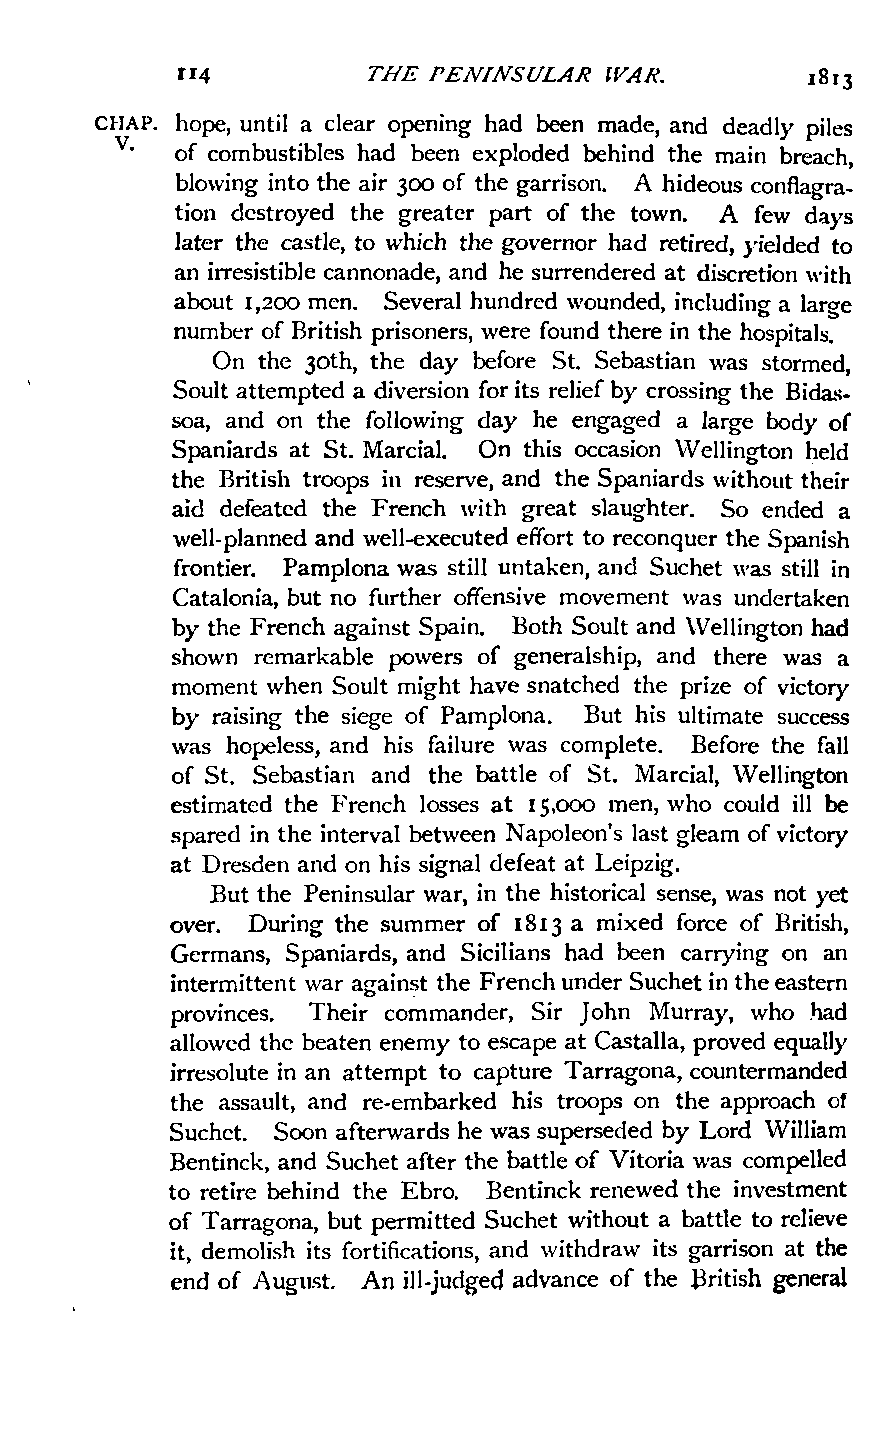 114 THE PENINSULAR WAR. 1813
CHAP. V. hope, until a clear opening had been made, and deadly piles
of combustibles had been exploded behind the main breach,
blowing into the air 300 of the garrison. A hideous conflagra-
tion destroyed the greater part of the town. A few days
later the castle, to which the governor had retired, yielded to
an irresistible cannonade, and he surrendered at discretion with
about 1,200 men. Several hundred wounded, including a large
number of British prisoners, were found there in the hospitals.
On the 30th, the day before St. Sebastian was stormed,
Soult attempted a diversion for its relief by crossing the Bidas-
soa, and on the following day he engaged a large body of
Spaniards at St. Marcial. On this occasion Wellington held
the British troops in reserve, and the Spaniards without their
aid defeated the French with great slaughter. So ended a
well-planned and well-executed effort to reconquer the Spanish
frontier. Pamplona was still untaken, and Suchet was still in
Catalonia, but no further offensive movement was undertaken
by the French against Spain. Both Soult and Wellington had
shown remarkable powers of generalship, and there was a
moment when Soult might have snatched the prize of victory
by raising the siege of Pamplona. But his ultimate success
was hopeless, and his failure was complete. Before the fall
of St. Sebastian and the battle of St. Marcial, Wellington
estimated the French losses at 15,000 men, who could ill be
spared in the interval between Napoleon's last gleam of victory
at Dresden and on his signal defeat at Leipzig.
But the Peninsular war, in the historical sense, was not yet
over. During the summer of 1813 a mixed force of British,
Germans, Spaniards, and Sicilians had been carrying on an
intermittent war against the French under Suchet in the eastern
provinces. Their commander, Sir John Murray, who had
allowed the beaten enemy to escape at Castalla, proved equally
irresolute in an attempt to capture Tarragona, countermanded
the assault, and re-embarked his troops on the approach of
Suchet. Soon afterwards he was superseded by Lord William
Bentinck, and Suchet after the battle of Vitoria was compelled
to retire behind the Ebro. Bentinck renewed the investment
of Tarragona, but permitted Suchet without a battle to relieve
it, demolish its fortifications, and withdraw its garrison at the
end of August. An ill-judged advance of the British general